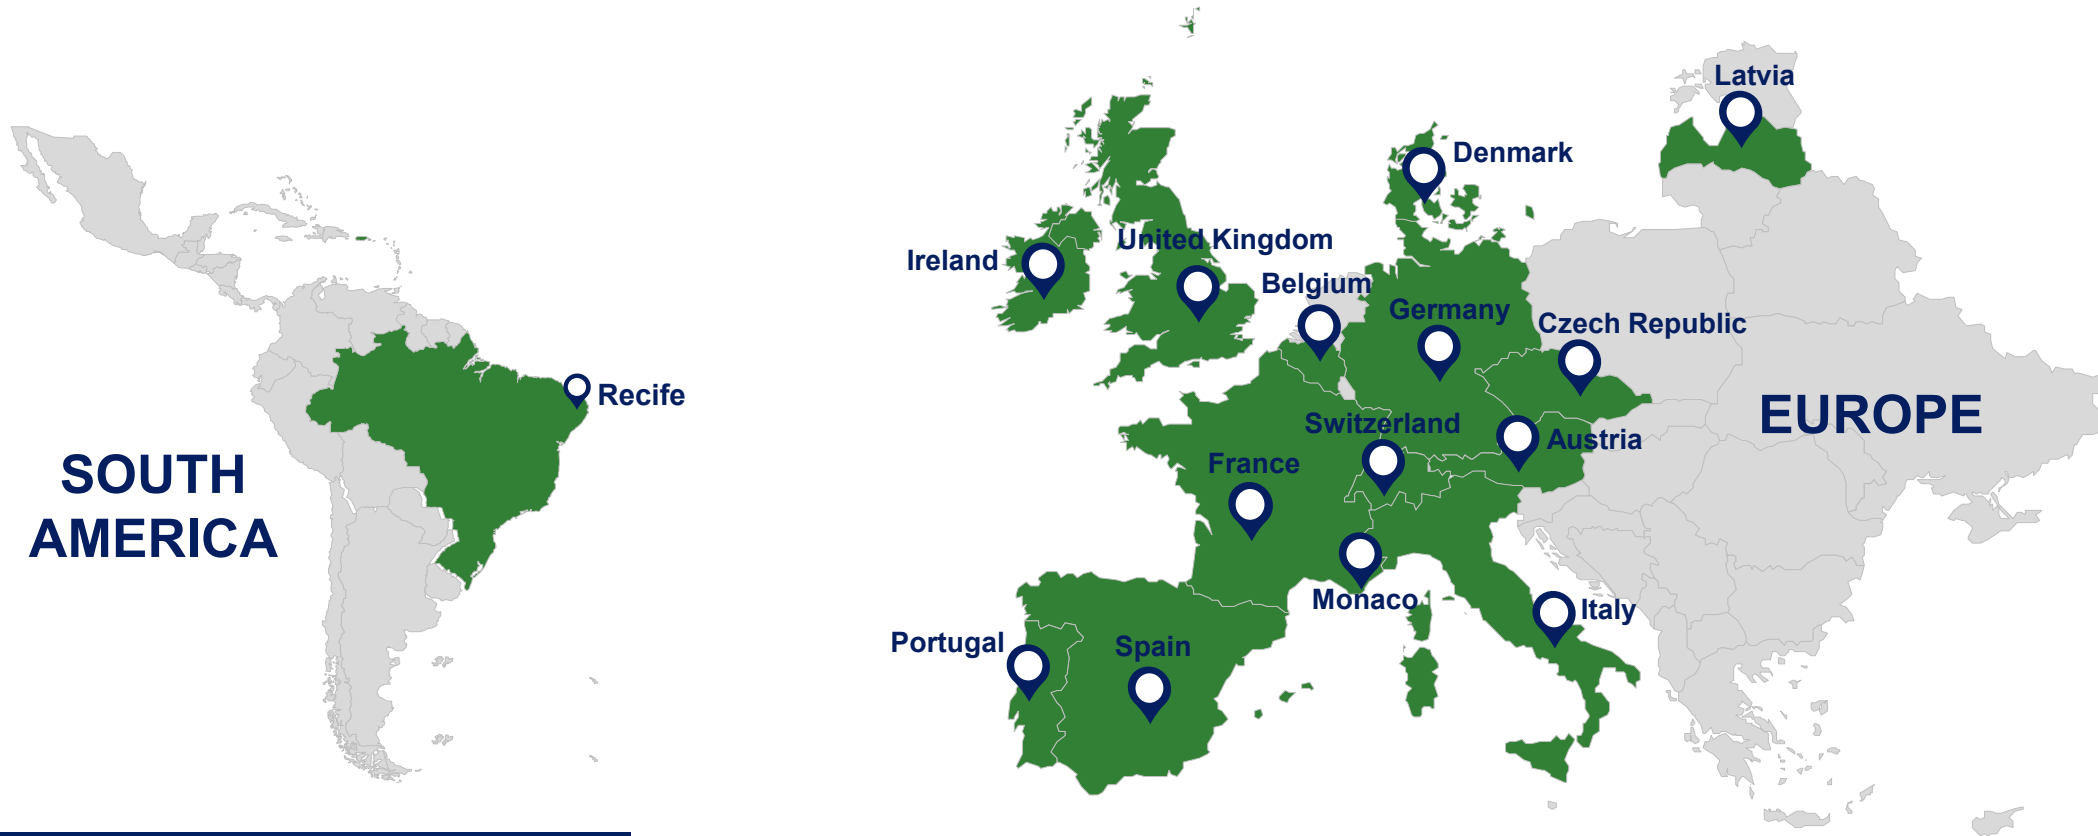 Latvia
Denmark
United Kingdom
Ireland
Belgium
Germany
Czech Republic
Recife
EUROPE
Switzerland
Austria
France
SOUTH
AMERICA
Monaco
Italy
Portugal
Spain